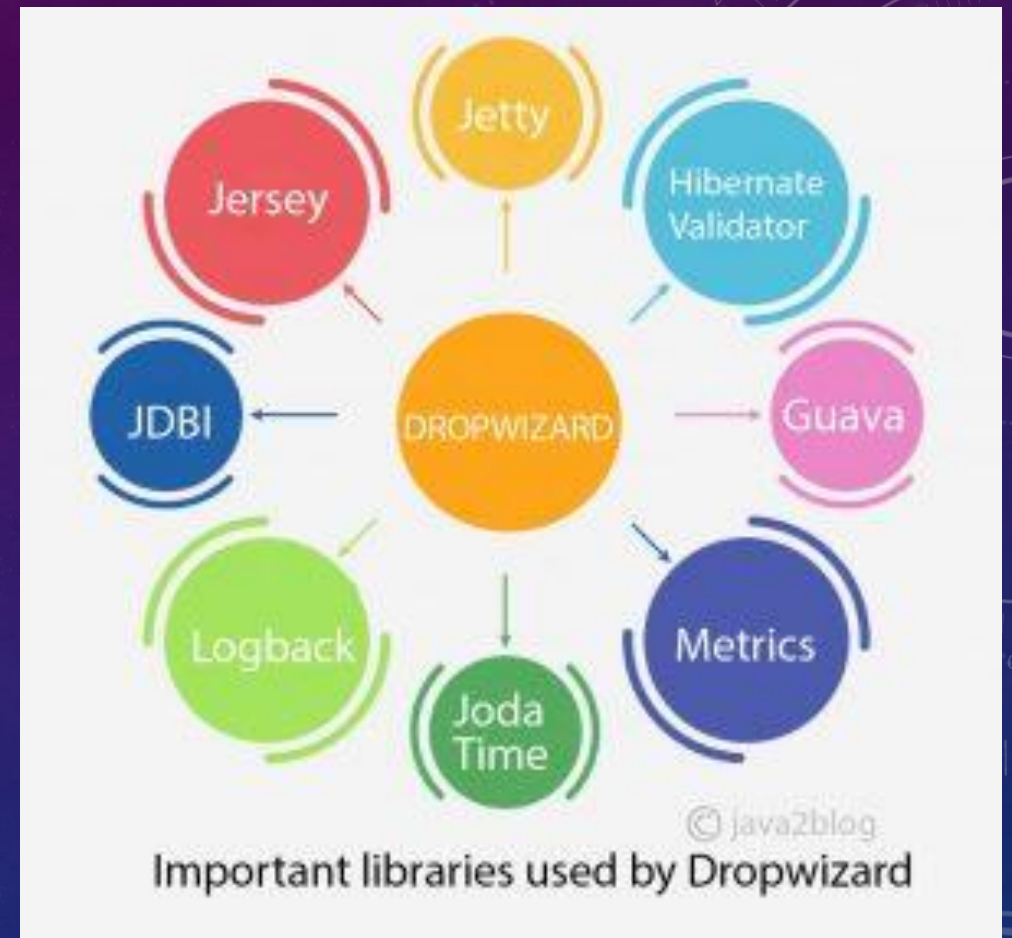 Jetty
Jersey
Hibernate
Validator
JDBI
DROPWIZARD
Guava
Logback
Metrics
Joda
Time
© java2blog
Important libraries used by Dropwizard